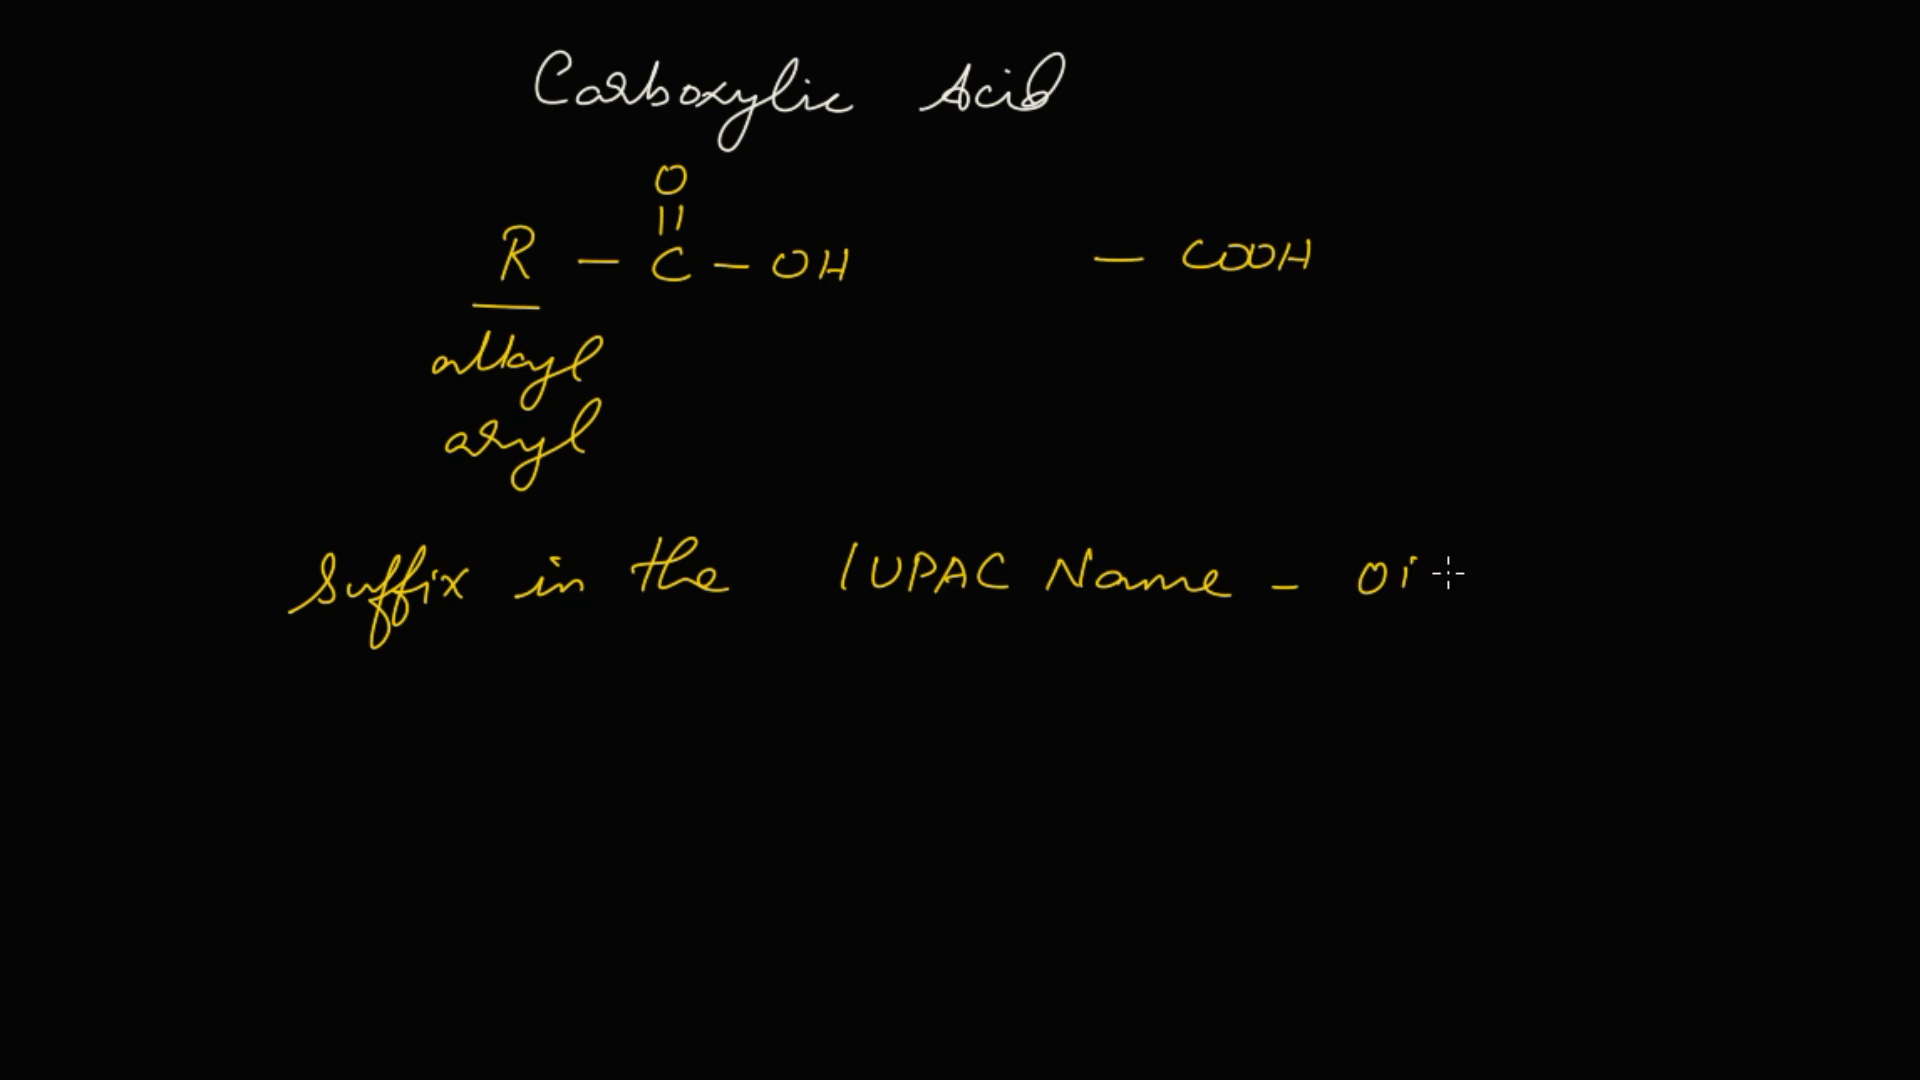 Carboxylic Acid
O
||
R — C — OH — COOH
alkyl
aryl
Suffix in the IUPAC Name - oi